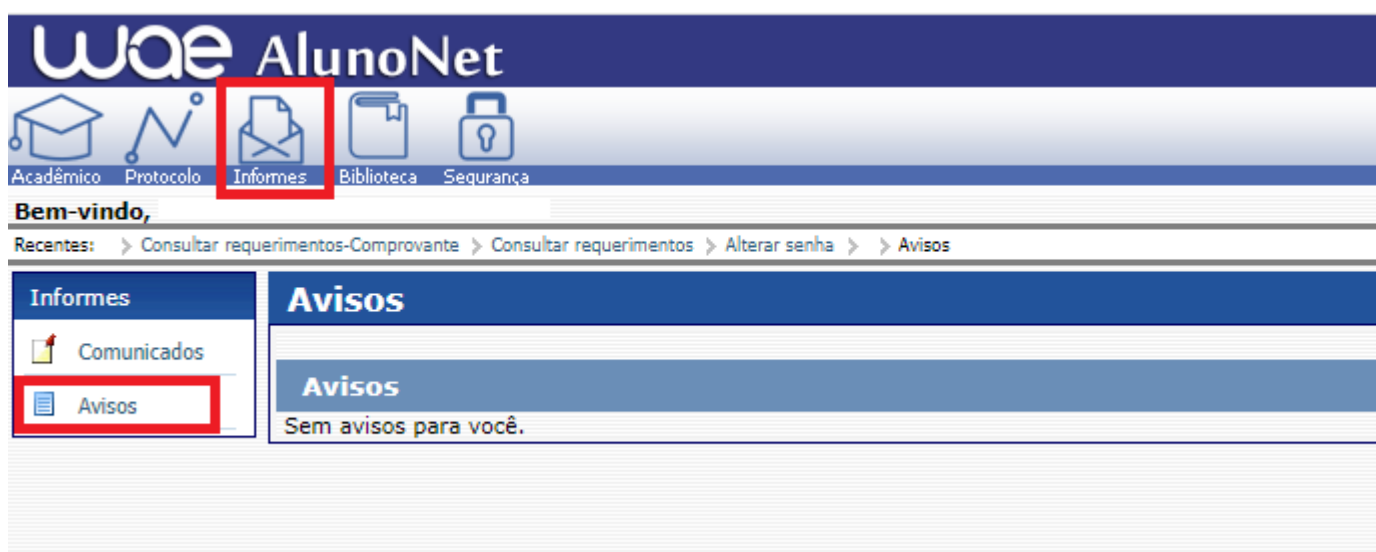 wae AlunoNet
Acadêmico Protocolo Informes Biblioteca Segurança
Bem-vindo,
Recentes: > Consultar requerimentos-Comprovante > Consultar requerimentos > Alterar senha > > Avisos
Informes
Comunicados
Avisos
Avisos
Avisos
Sem avisos para você.